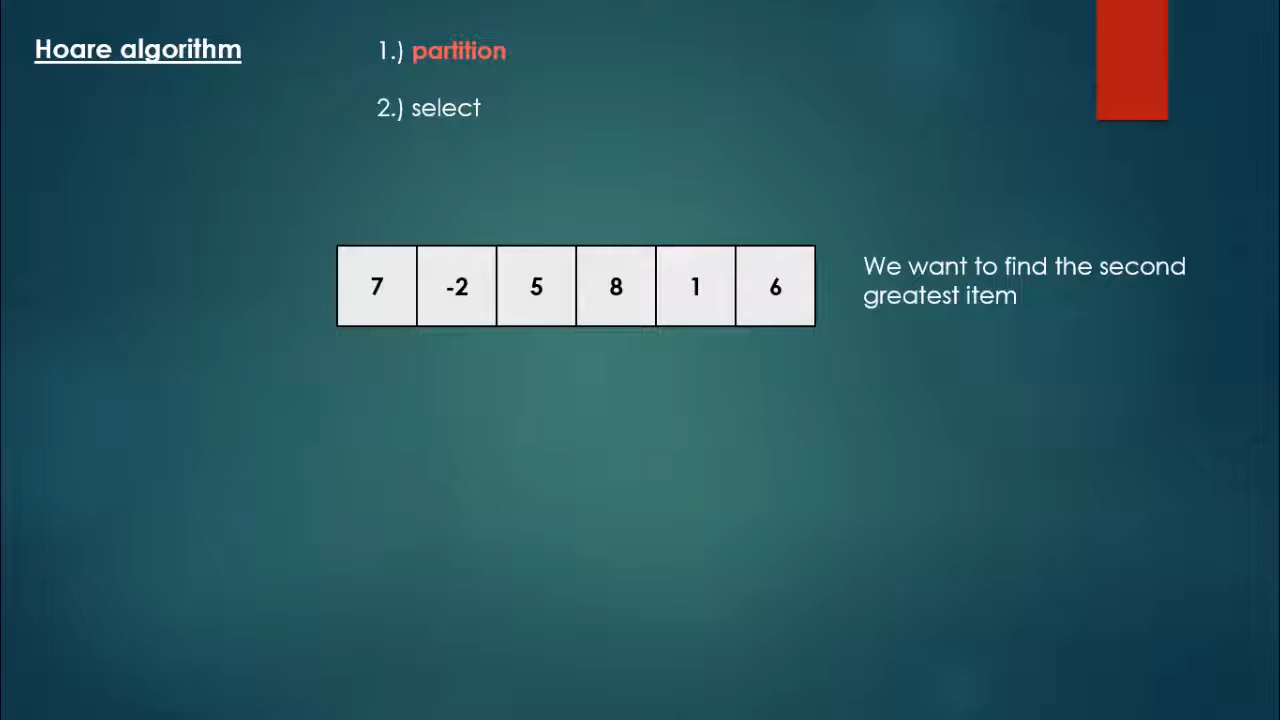 Hoare algorithm
1.) partition
2.) select
7 -2 5 8 1 6
We want to find the second
greatest item